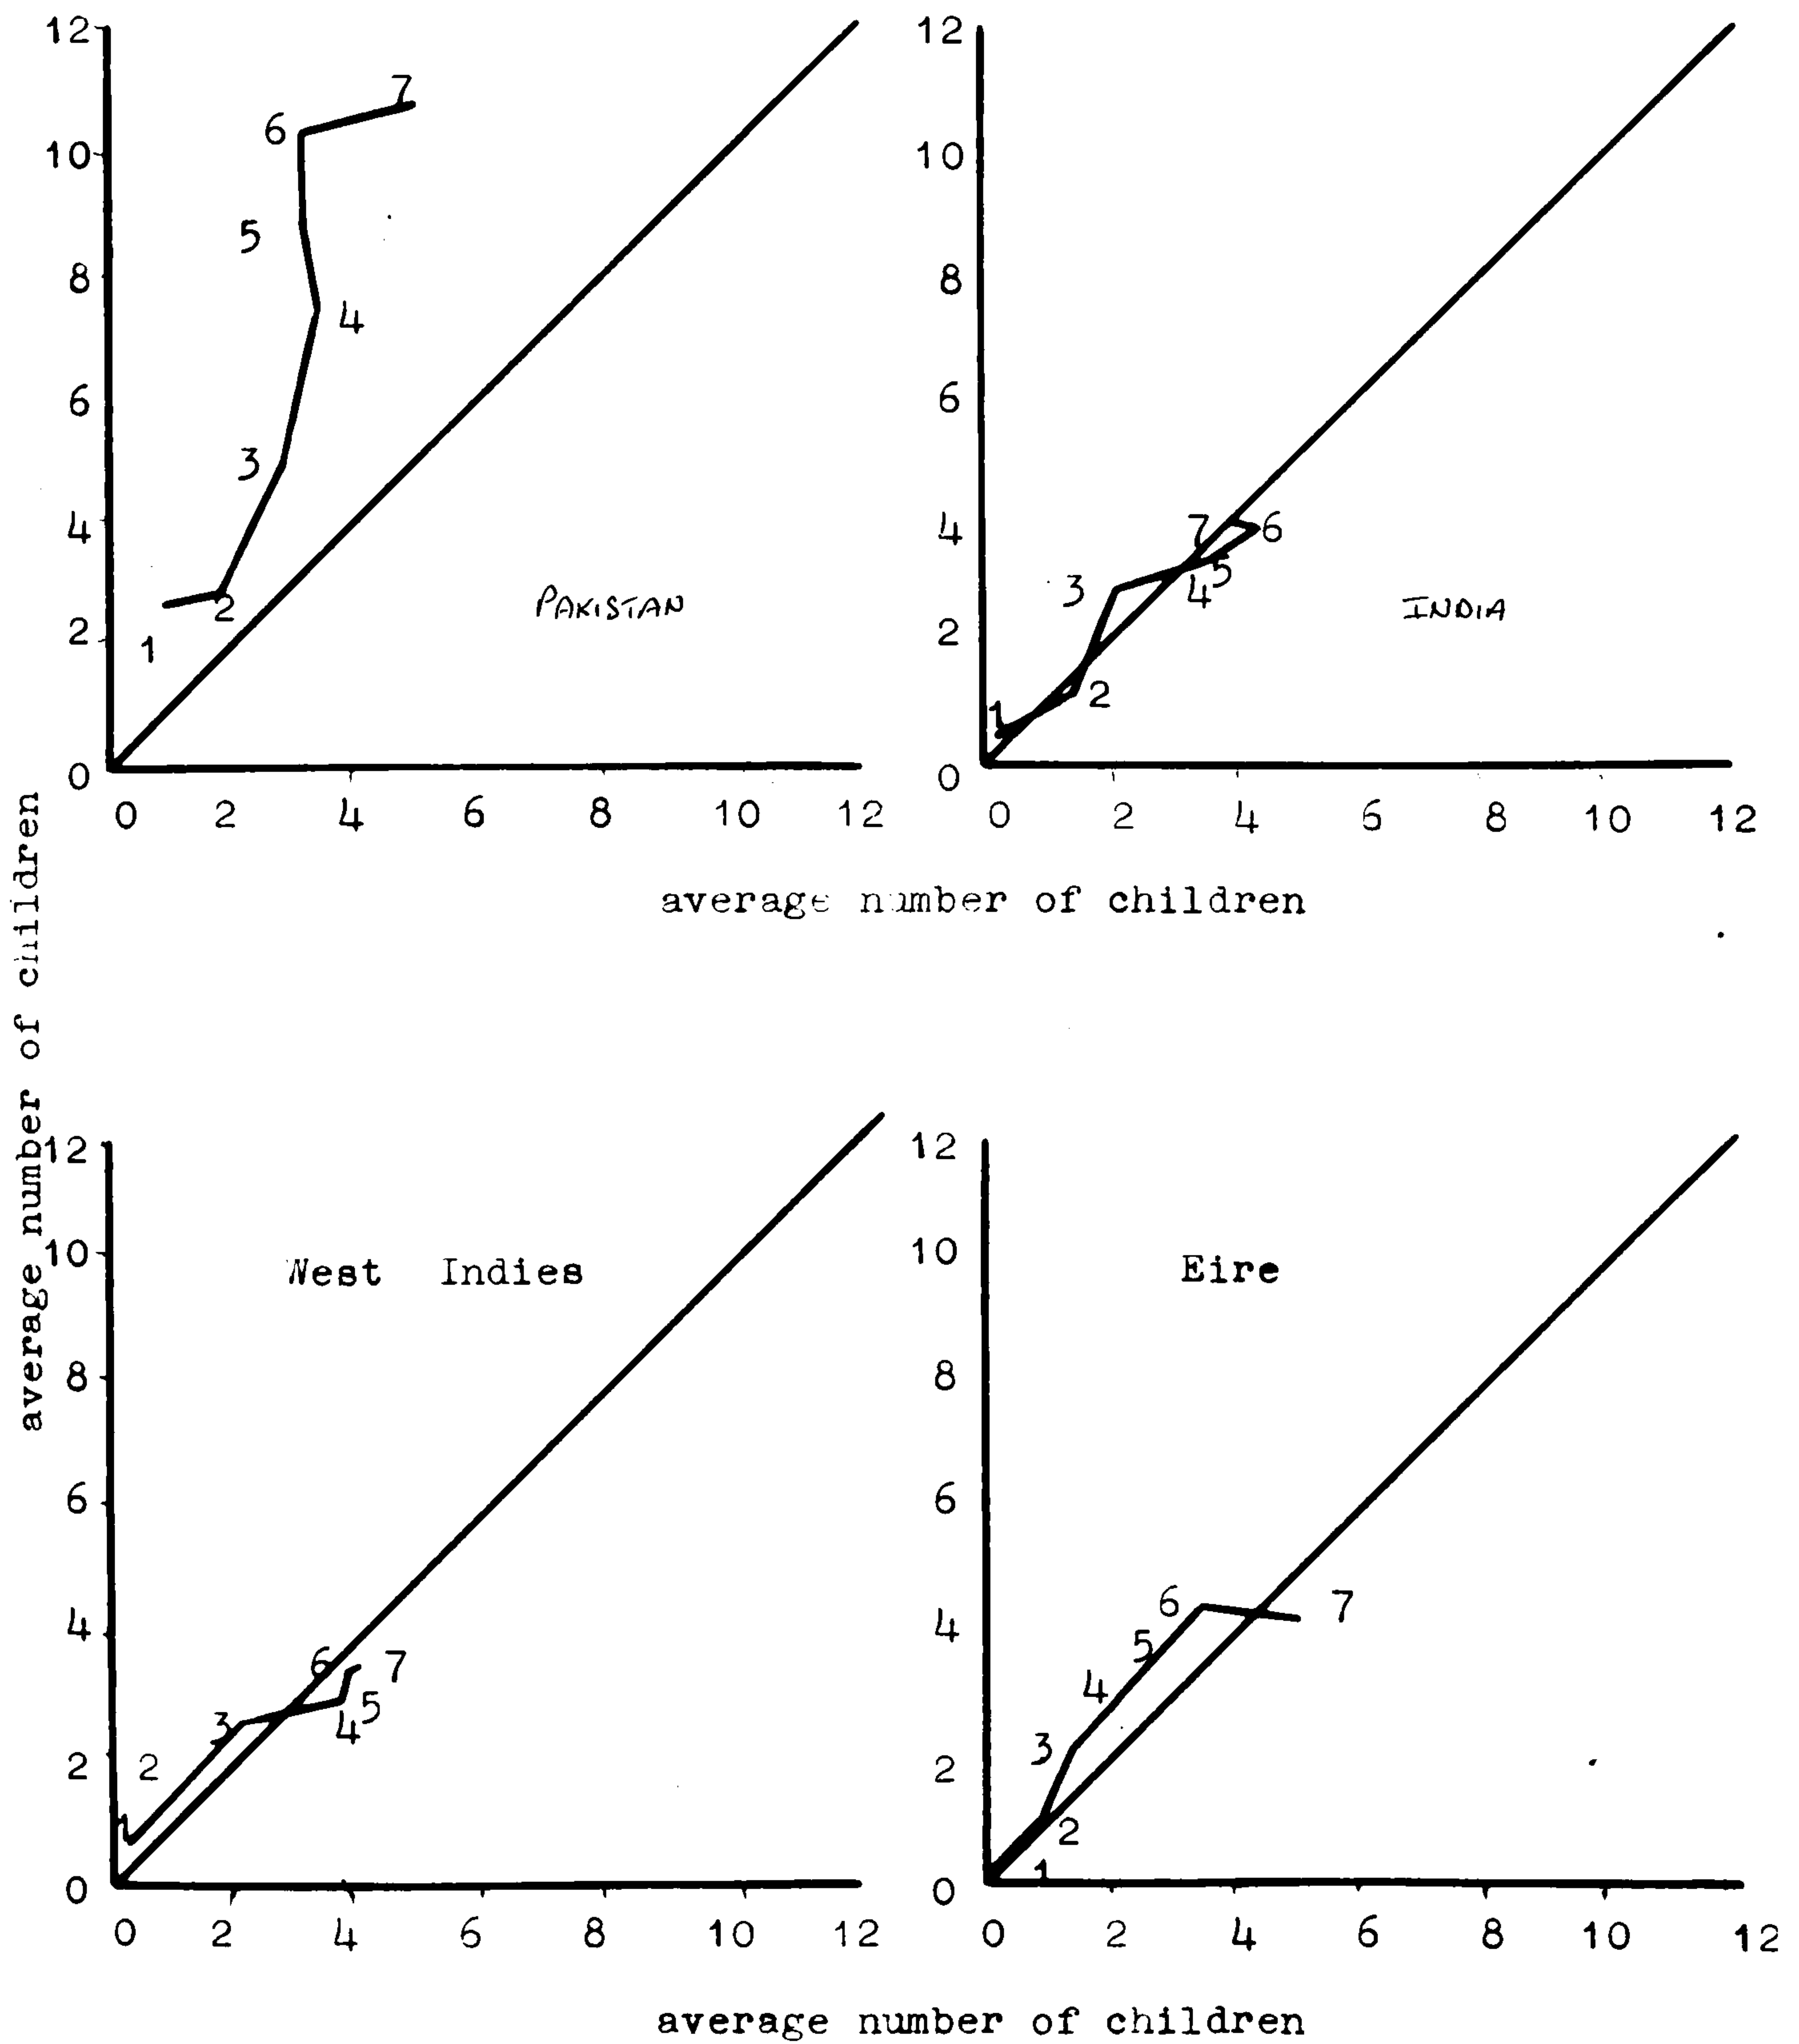 12 12
7
6
10 10
5
8 8
4
6 6
3
4 7 6 4
3 5
4
2 PAKISTAN INDIA
2 2
1 2
1
0 0
0 2 4 6 8 10 12 0 2 4 6 8 10 12
average number of children
average number of children
12 12
10 10
West Indies Eire
8 8
6 6
6 7
4 4
5
6 7 4
5
3 4 3
2 2 2
1 2
1
0 0
0 2 4 6 8 10 12 0 2 4 6 8 10 12
average number of children